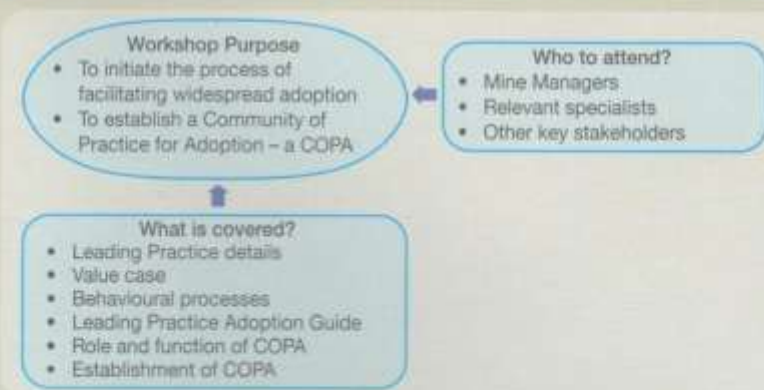 Workshop Purpose
• To initiate the process of
facilitating widespread adoption
• To establish a Community of
Practice for Adoption – a COPA
Who to attend?
• Mine Managers
• Relevant specialists
• Other key stakeholders
What is covered?
• Leading Practice details
• Value case
• Behavioural processes
• Leading Practice Adoption Guide
• Role and function of COPA
• Establishment of COPA